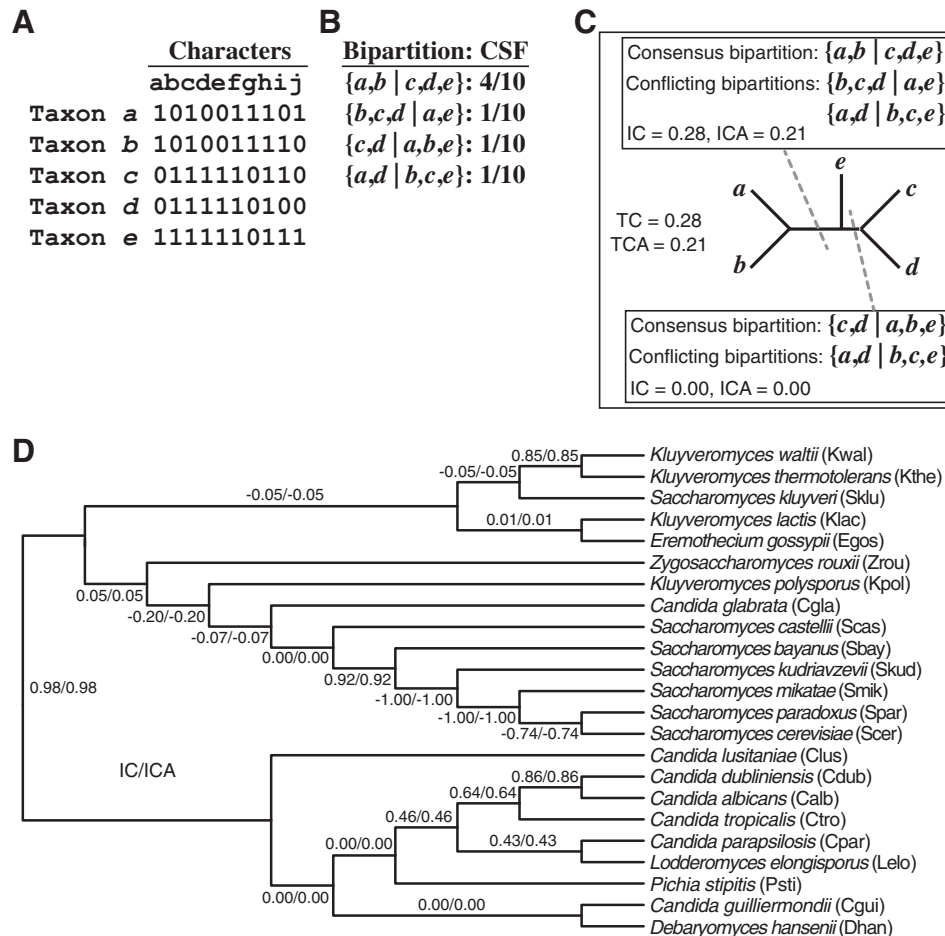 A
Characters
abcdefghij
Taxon a 1010011101
Taxon b 1010011110
Taxon c 0111110110
Taxon d 0111110100
Taxon e 1111110111
B
Bipartition: CSF
{a,b | c,d,e}: 4/10
{b,c,d | a,e}: 1/10
{c,d | a,b,e}: 1/10
{a,d | b,c,e}: 1/10
C
Consensus bipartition: {a,b | c,d,e}
Conflicting bipartitions: {b,c,d | a,e}
{a,d | b,c,e}
IC = 0.28, ICA = 0.21
e
a
c
TC = 0.28
TCA = 0.21
b
d
Consensus bipartition: {c,d | a,b,e}
Conflicting bipartitions: {a,d | b,c,e}
IC = 0.00, ICA = 0.00
D
0.85/0.85
Kluyveromyces waltii (Kwal)
-0.05/-0.05
Kluyveromyces thermotolerans (Kthe)
-0.05/-0.05
Saccharomyces kluyveri (Sklu)
0.01/0.01
Kluyveromyces lactis (Klac)
Eremothecium gossypii (Egos)
Zygosaccharomyces rouxii (Zrou)
0.05/0.05
Kluyveromyces polysporus (Kpol)
-0.20/-0.20
Candida glabrata (Cgla)
-0.07/-0.07
Saccharomyces castellii (Scas)
0.00/0.00
Saccharomyces bayanus (Sbay)
0.92/0.92
Saccharomyces kudriavzevii (Skud)
0.98/0.98
-1.00/-1.00
Saccharomyces mikatae (Smik)
-1.00/-1.00
Saccharomyces paradoxus (Spar)
-0.74/-0.74
Saccharomyces cerevisiae (Scer)
IC/ICA
Candida lusitaniae (Clus)
0.86/0.86
Candida dubliniensis (Cdub)
0.64/0.64
Candida albicans (Calb)
0.46/0.46
Candida tropicalis (Ctro)
0.00/0.00
0.43/0.43
Candida parapsilosis (Cpar)
Lodderomyces elongisporus (Lelo)
Pichia stipitis (Psti)
0.00/0.00
0.00/0.00
Candida guilliermondii (Cgui)
Debaryomyces hansenii (Dhan)